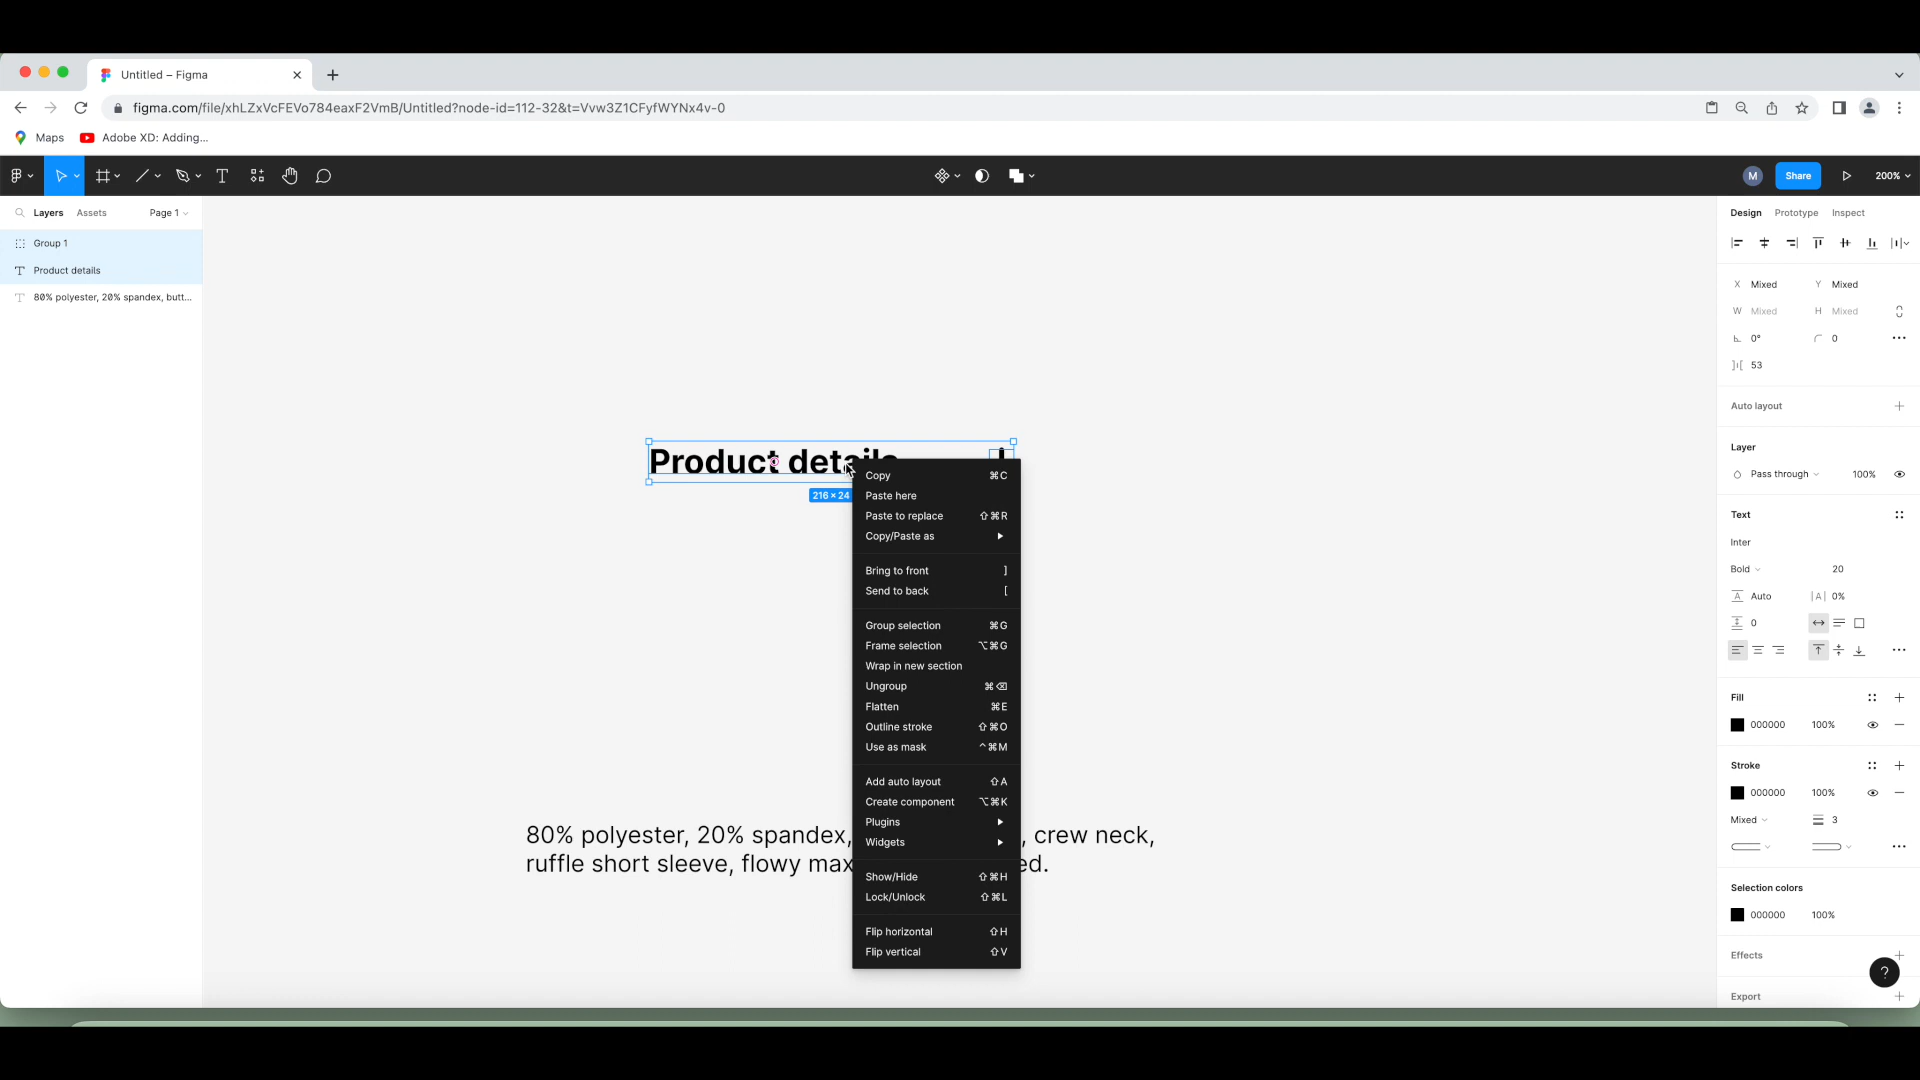 Untitled – Figma
figma.com/file/xhLZxVcFEVo784eaxF2VmB/Untitled?node-id=112-32&t=Vvw3Z1CFyfWYNx4v-0
Maps
Adobe XD: Adding...
M
Share
200%
Layers
Assets
Page 1
Group 1
Product details
80% polyester, 20% spandex, butt...
Product details
216 × 24
80% polyester, 20% spandex, , crew neck,
ruffle short sleeve, flowy max ed.
Copy ⌘C
Paste here
Paste to replace ⇧⌘R
Copy/Paste as
Bring to front ]
Send to back [
Group selection ⌘G
Frame selection ⌥⌘G
Wrap in new section
Ungroup ⌘⌫
Flatten ⌘E
Outline stroke ⇧⌘O
Use as mask ^⌘M
Add auto layout ⇧A
Create component ⌥⌘K
Plugins
Widgets
Show/Hide ⇧⌘H
Lock/Unlock ⇧⌘L
Flip horizontal ⇧H
Flip vertical ⇧V
Design
Prototype
Inspect
X Mixed Y Mixed
W Mixed H Mixed
0° 0
53
Auto layout
Layer
Pass through 100%
Text
Inter
Bold 20
Auto |A| 0%
0
Fill
000000 100%
Stroke
000000 100%
Mixed 3
Selection colors
000000 100%
Effects
?
Export